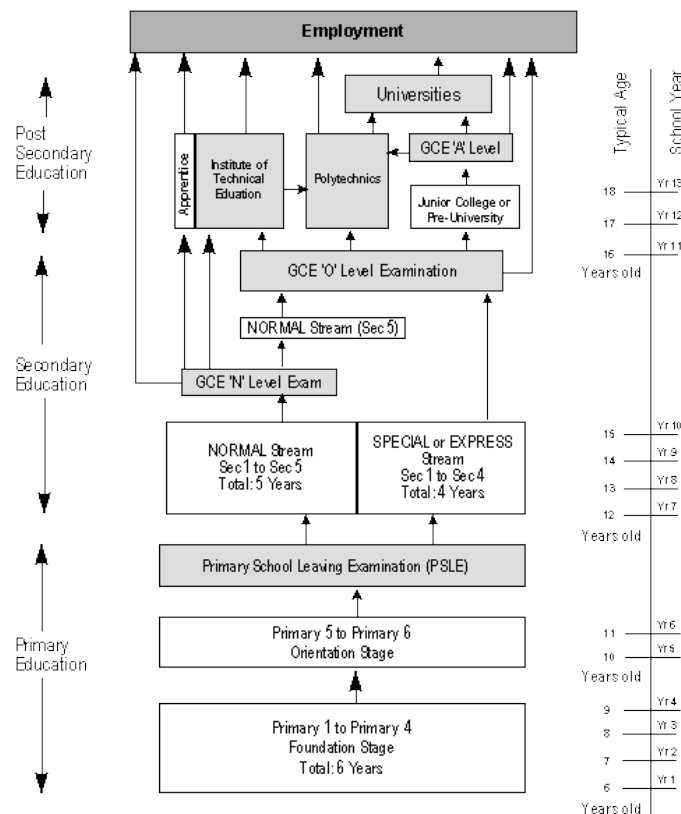 Employment
Universities
Post
Secondary
Education
Apprentice
Institute of
Technical
Eduation
Polytechnics
GCE 'A' Level
Junior College or
Pre-University
GCE 'O' Level Examination
NORMAL Stream (Sec 5)
Secondary
Education
GCE 'N' Level Exam
NORMAL Stream
Sec 1 to Sec 5
Total: 5 Years
SPECIAL or EXPRESS
Stream
Sec 1 to Sec 4
Total: 4 Years
Primary School Leaving Examination (PSLE)
Primary
Education
Primary 5 to Primary 6
Orientation Stage
Primary 1 to Primary 4
Foundation Stage
Total: 6 Years
Typical Age
School Year
18 Yr 13
17 Yr 12
16 Yr 11
Years old
15 Yr 10
14 Yr 9
13 Yr 8
12 Yr 7
Years old
11 Yr 6
10 Yr 5
Years old
9 Yr 4
8 Yr 3
7 Yr 2
6 Yr 1
Years old